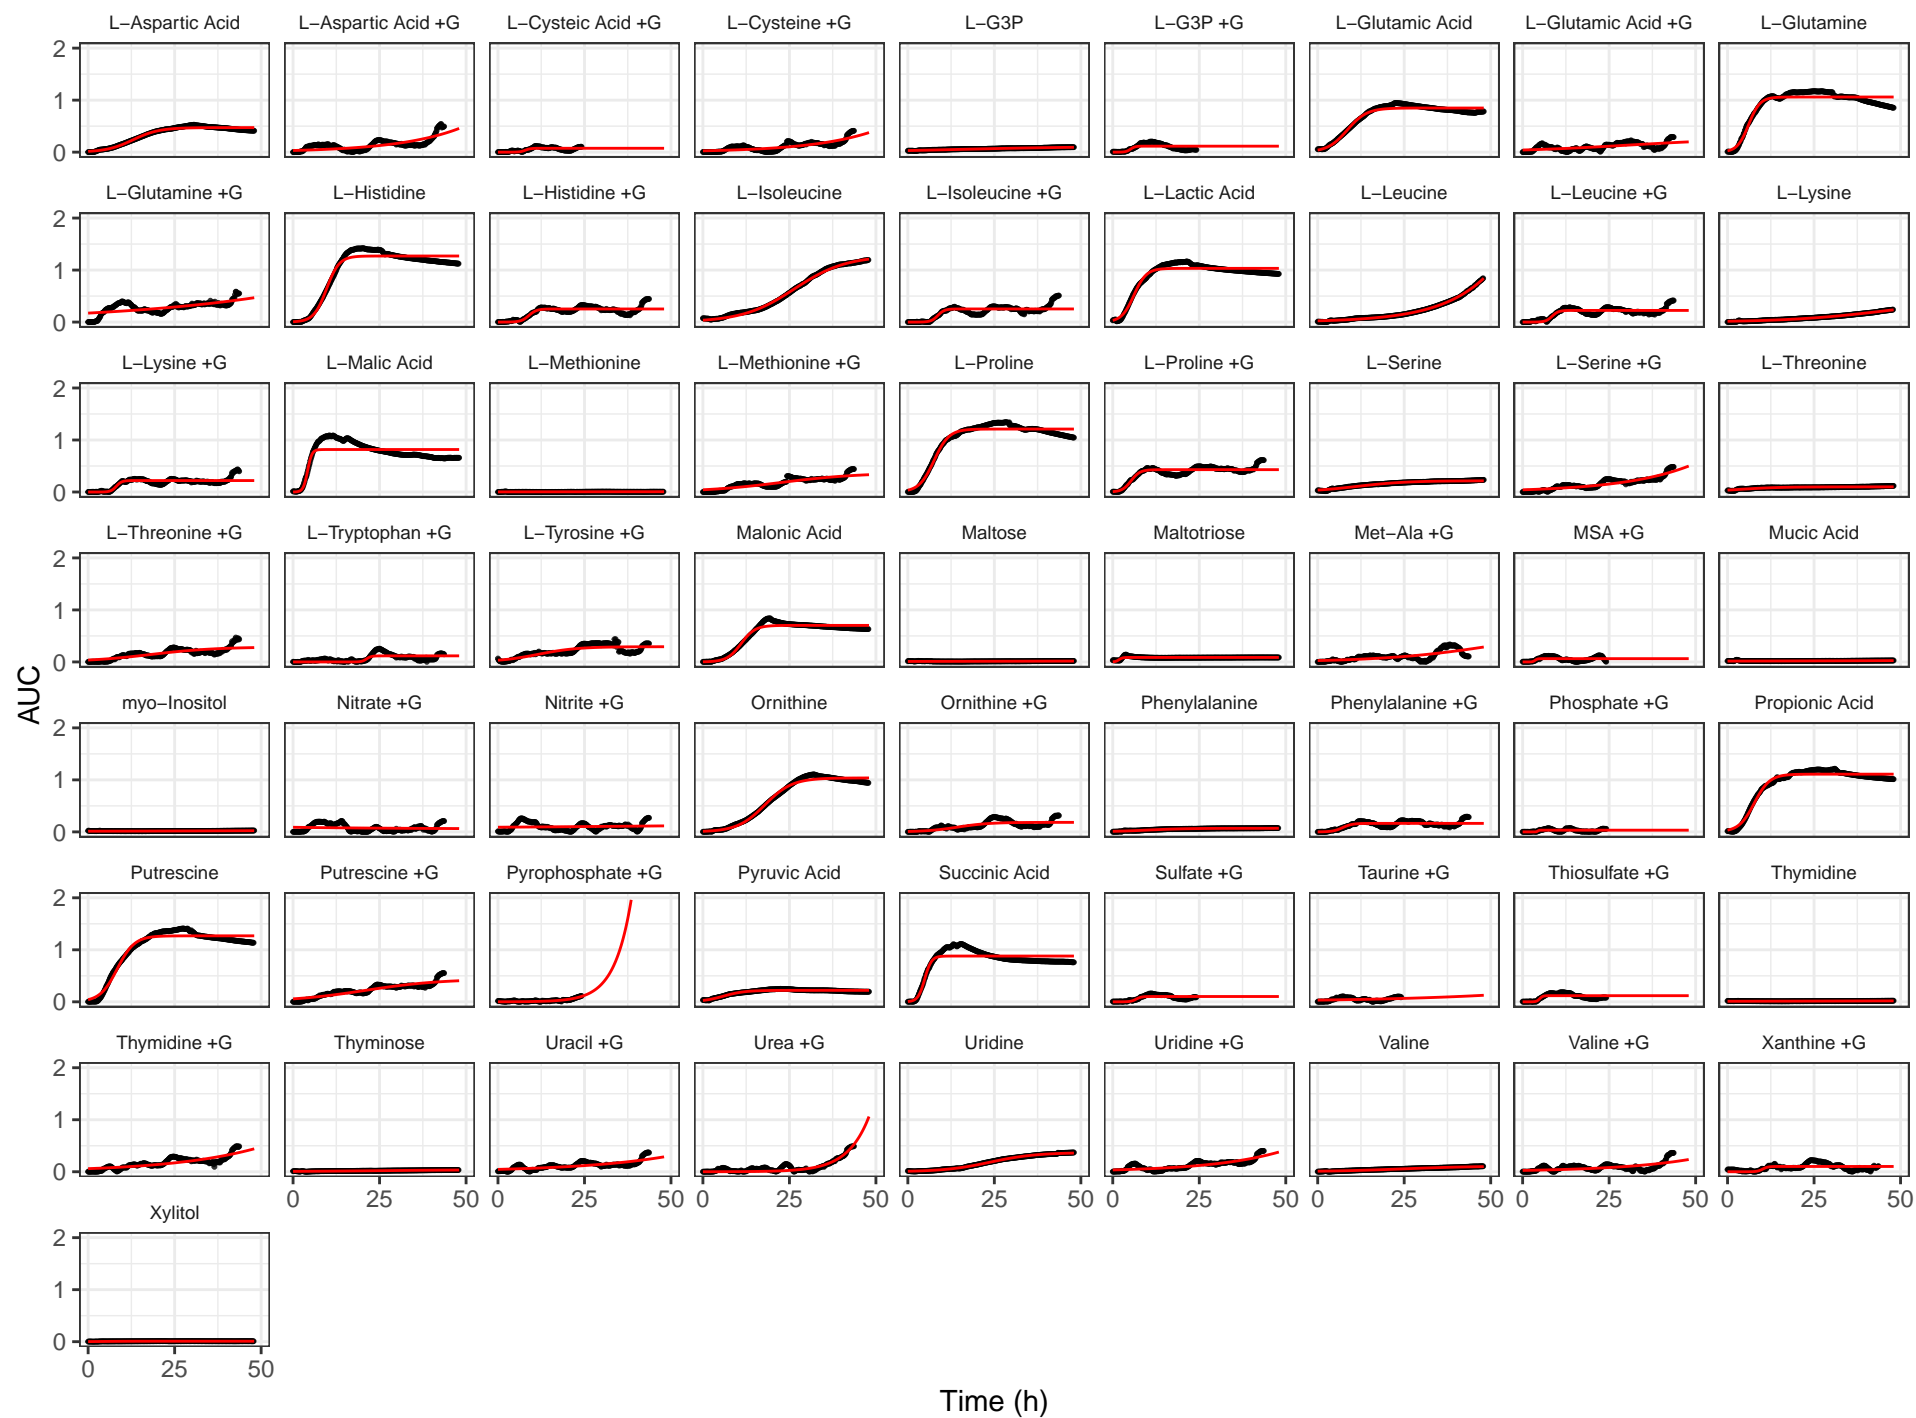 L−Aspartic Acid L−Aspartic Acid +G L−Cysteic Acid +G L−Cysteine +G L−G3P L−G3P +G L−Glutamic Acid L−Glutamic Acid +G L−Glutamine
2
1
0
L−Glutamine +G L−Histidine L−Histidine +G L−Isoleucine L−Isoleucine +G L−Lactic Acid L−Leucine L−Leucine +G L−Lysine
2
1
0
L−Lysine +G L−Malic Acid L−Methionine L−Methionine +G L−Proline L−Proline +G L−Serine L−Serine +G L−Threonine
2
1
0
L−Threonine +G L−Tryptophan +G L−Tyrosine +G Malonic Acid Maltose Maltotriose Met−Ala +G MSA +G Mucic Acid
2
1
0
AUC
myo−Inositol Nitrate +G Nitrite +G Ornithine Ornithine +G Phenylalanine Phenylalanine +G Phosphate +G Propionic Acid
2
1
0
Putrescine Putrescine +G Pyrophosphate +G Pyruvic Acid Succinic Acid Sulfate +G Taurine +G Thiosulfate +G Thymidine
2
1
0
Thymidine +G Thyminose Uracil +G Urea +G Uridine Uridine +G Valine Valine +G Xanthine +G
2
1
0
0 25 50 0 25 50 0 25 50 0 25 50 0 25 50 0 25 50 0 25 50 0 25 50
Xylitol
2
1
0
0 25 50
Time (h)